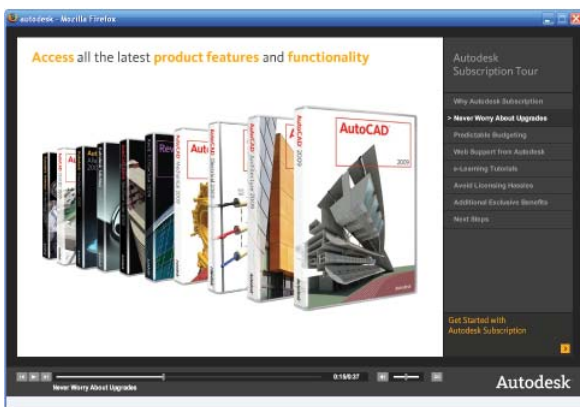 autodesk - Mozilla Firefox
Access all the latest product features and functionality
AutoCAD
2009
AutoCAD 2009
Autodesk
Subscription Tour
Why Autodesk Subscription
> Never Worry About Upgrades
Predictable Budgeting
Web Support from Autodesk
e-Learning Tutorials
Avoid Licensing Hassles
Additional Exclusive Benefits
Next Steps
Get Started with
Autodesk Subscription
0:15/0:37
Never Worry About Upgrades
Autodesk